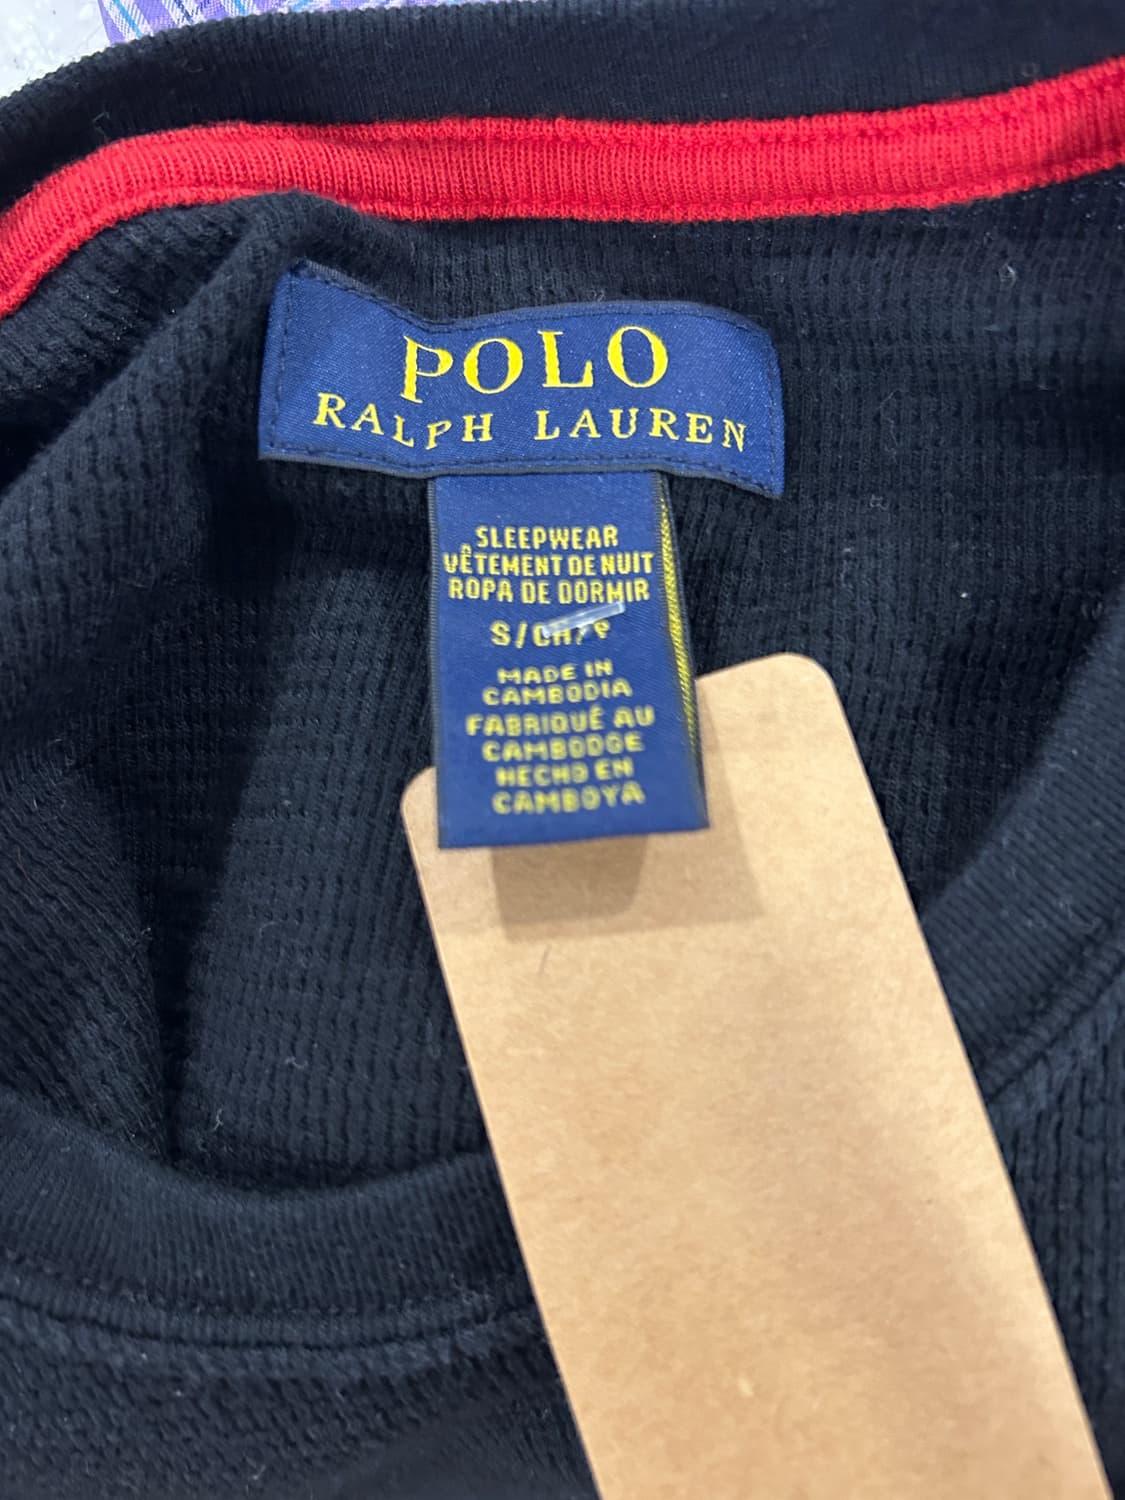 POLO
RALPH LAUREN
SLEEPWEAR
VÊTEMENT DE NUIT
ROPA DE DORMIR
S/CH/P
MADE IN
CAMBODIA
FABRIQUÉ AU
CAMBODGE
HECHO EN
CAMBOYA